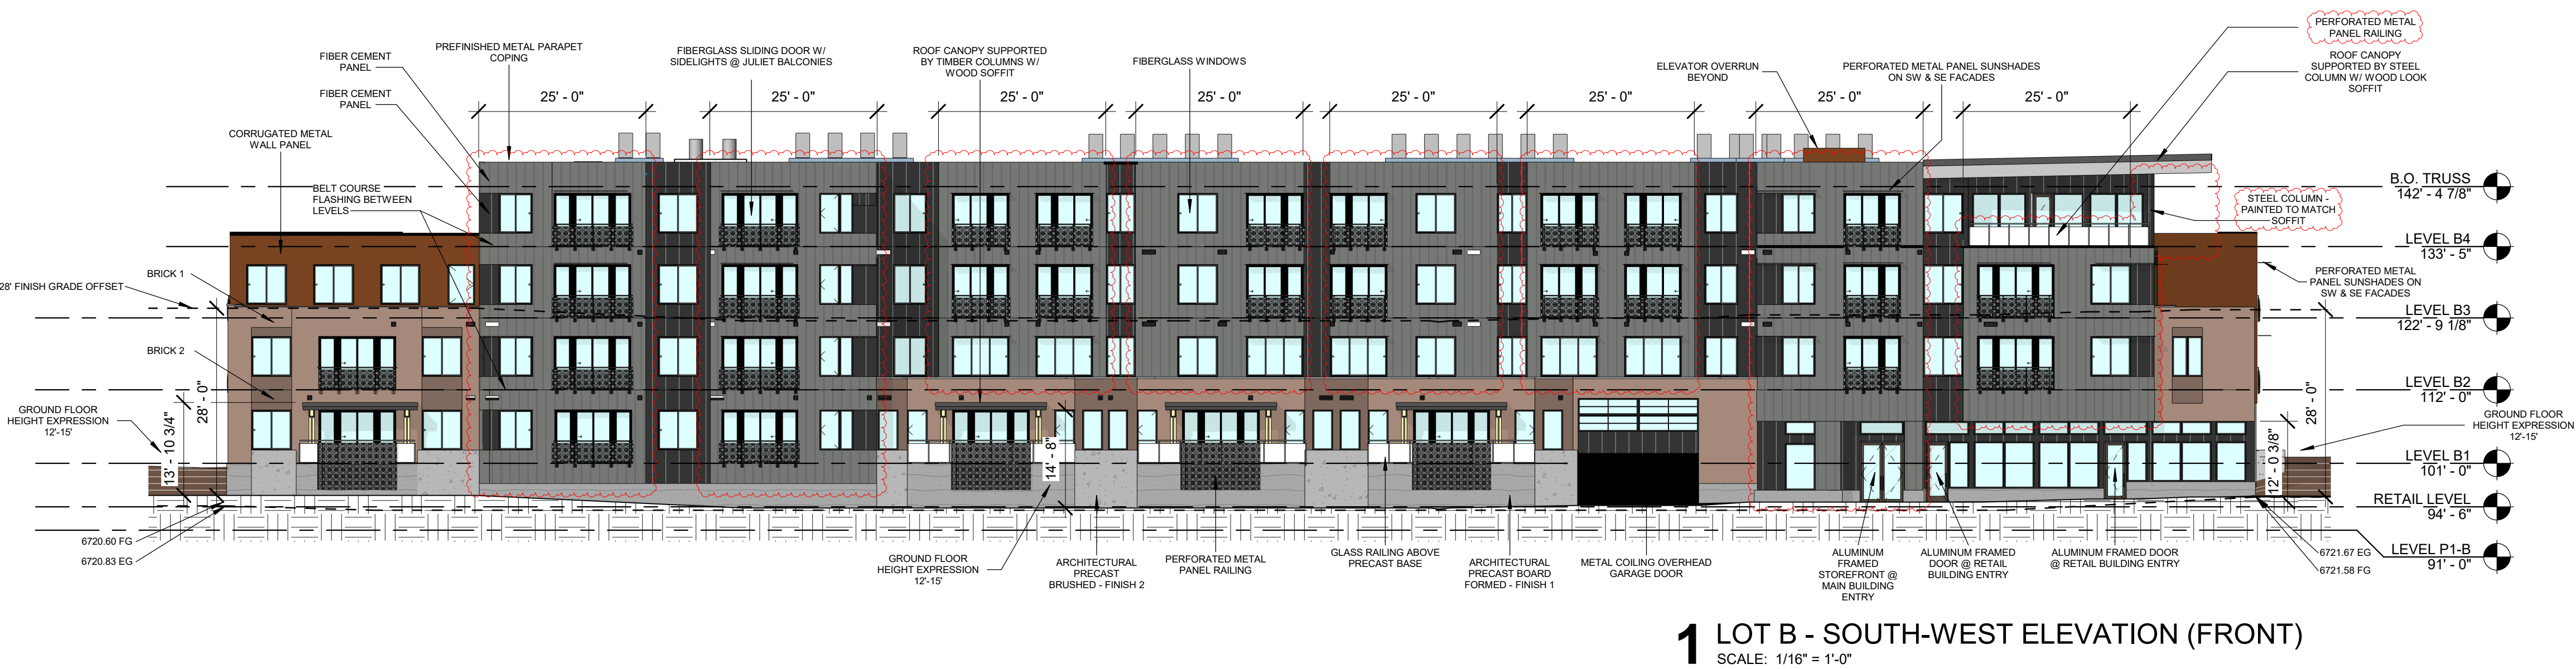 PERFORATED METAL
PANEL RAILING
ROOF CANOPY
SUPPORTED BY STEEL
COLUMN W/ WOOD LOOK
SOFFIT
PREFINISHED METAL PARAPET
COPING
FIBER CEMENT
PANEL
FIBER CEMENT
PANEL
FIBERGLASS SLIDING DOOR W/
SIDELIGHTS @ JULIET BALCONIES
ROOF CANOPY SUPPORTED
BY TIMBER COLUMNS W/
WOOD SOFFIT
FIBERGLASS WINDOWS
ELEVATOR OVERRUN
BEYOND
PERFORATED METAL PANEL SUNSHADES
ON SW & SE FACADES
25' - 0"
25' - 0"
25' - 0"
25' - 0"
25' - 0"
25' - 0"
25' - 0"
25' - 0"
CORRUGATED METAL
WALL PANEL
BELT COURSE
FLASHING BETWEEN
LEVELS
BRICK 1
28' FINISH GRADE OFFSET
BRICK 2
GROUND FLOOR
HEIGHT EXPRESSION
12'-15'
13' - 10 3/4"
28' - 0"
14' - 8"
B.O. TRUSS
142' - 4 7/8"
STEEL COLUMN -
PAINTED TO MATCH
SOFFIT
LEVEL B4
133' - 5"
PERFORATED METAL
PANEL SUNSHADES ON
SW & SE FACADES
LEVEL B3
122' - 9 1/8"
LEVEL B2
112' - 0"
28' - 0"
12' - 0 3/8"
GROUND FLOOR
HEIGHT EXPRESSION
12'-15'
LEVEL B1
101' - 0"
RETAIL LEVEL
94' - 6"
LEVEL P1-B
91' - 0"
6720.60 FG
6720.83 EG
GROUND FLOOR
HEIGHT EXPRESSION
12'-15'
ARCHITECTURAL
PRECAST
BRUSHED - FINISH 2
PERFORATED METAL
PANEL RAILING
GLASS RAILING ABOVE
PRECAST BASE
ARCHITECTURAL
PRECAST BOARD
FORMED - FINISH 1
METAL COILING OVERHEAD
GARAGE DOOR
ALUMINUM
FRAMED
STOREFRONT @
MAIN BUILDING
ENTRY
ALUMINUM FRAMED
DOOR @ RETAIL
BUILDING ENTRY
ALUMINUM FRAMED DOOR
@ RETAIL BUILDING ENTRY
6721.67 EG
6721.58 FG
1 LOT B - SOUTH-WEST ELEVATION (FRONT)
SCALE: 1/16" = 1'-0"